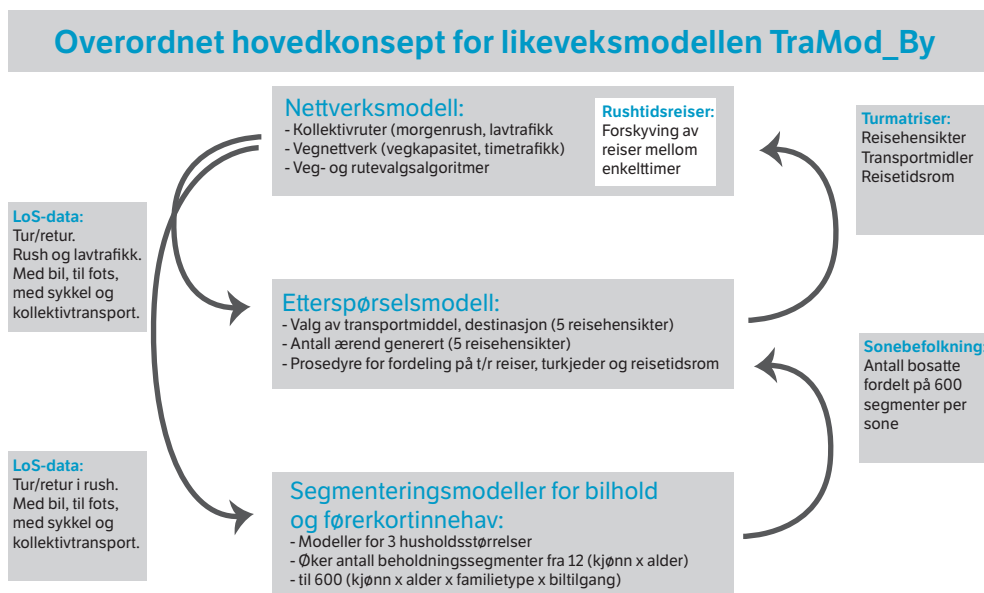 Overordnet hovedkonsept for likeveksmodellen TraMod_By
Nettverksmodell:
- Kollektivruter (morgenrush, lavtrafikk
- Vegnettverk (vegkapasitet, timetrafikk)
- Veg- og rutevalgsalgoritmer
Rushtidsreiser:
Forskyving av
reiser mellom
enkelttimer
Turmatriser:
Reisehensikter
Transportmidler
Reisetidsrom
LoS-data:
Tur/retur.
Rush og lavtrafikk.
Med bil, til fots,
med sykkel og
kollektivtransport.
Etterspørselsmodell:
- Valg av transportmiddel, destinasjon (5 reisehensikter)
- Antall ærend generert (5 reisehensikter)
- Prosedyre for fordeling på t/r reiser, turkjeder og reisetidsrom
Sonebefolkning:
Antall bosatte
fordelt på 600
segmenter per
sone
LoS-data:
Tur/retur i rush.
Med bil, til fots,
med sykkel og
kollektivtransport.
Segmenteringsmodeller for bilhold
og førerkortinnehav:
- Modeller for 3 husholdsstørrelser
- Øker antall beholdningssegmenter fra 12 (kjønn x alder)
- til 600 (kjønn x alder x familietype x biltilgang)